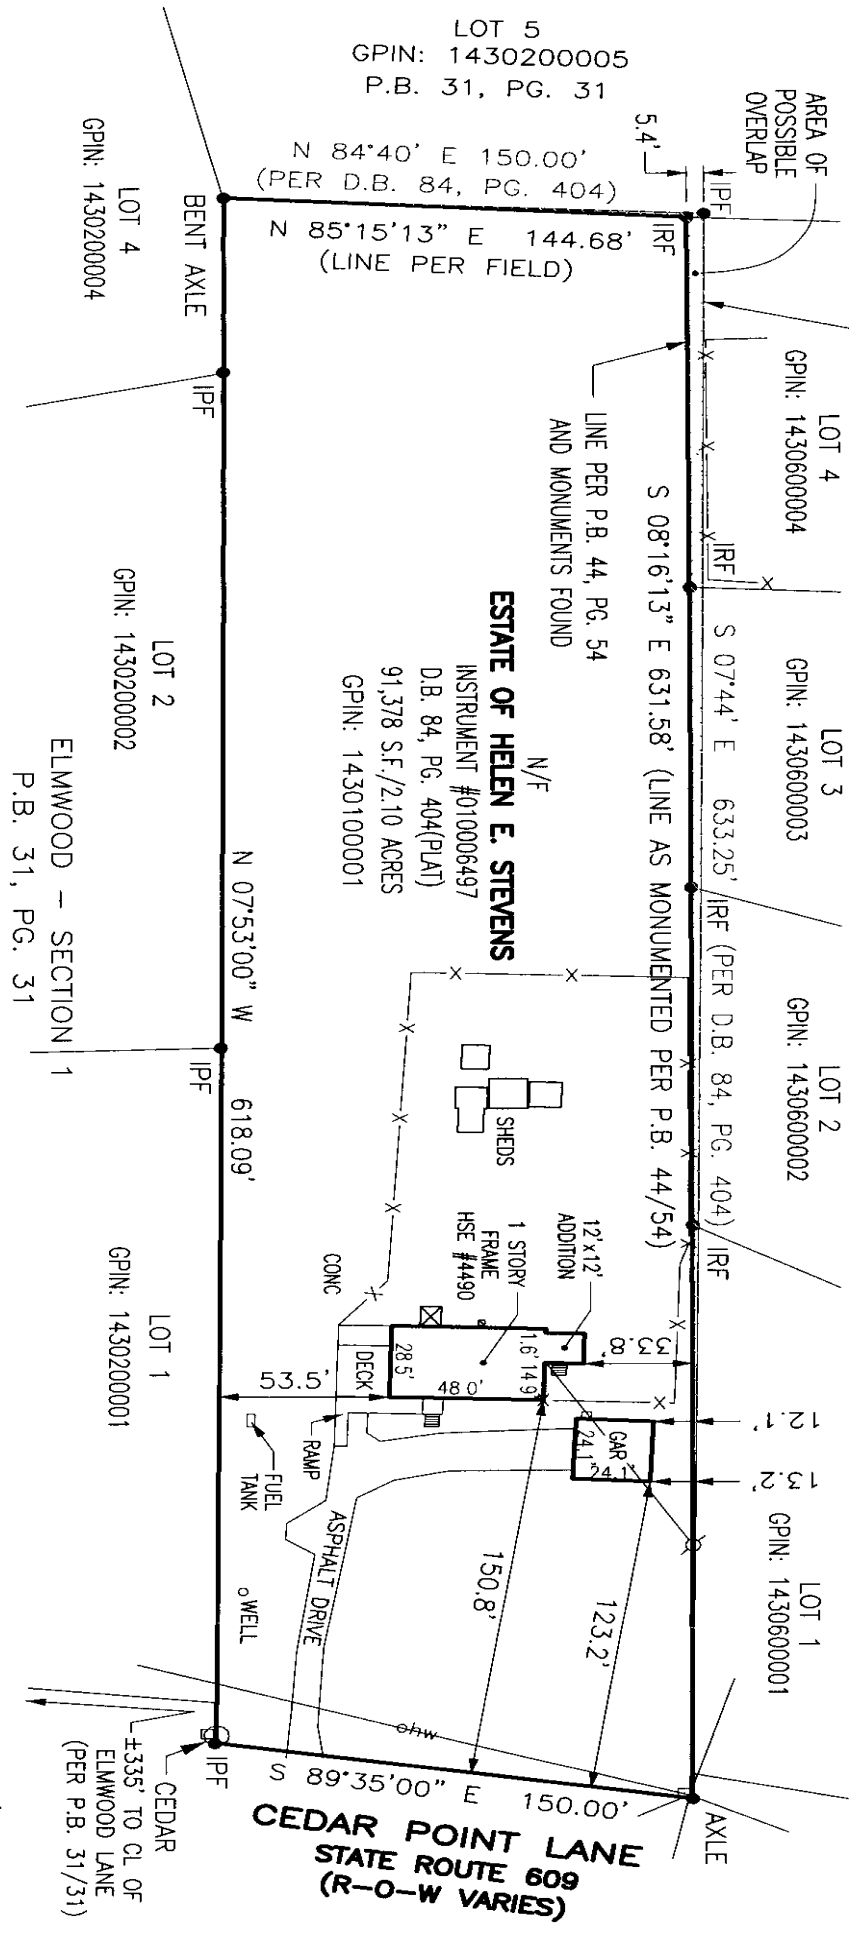 LOT 5
GPIN: 1430200005
P.B. 31, PG. 31
AREA OF
POSSIBLE
OVERLAP
5.4'
N 84°40' E 150.00'
(PER D.B. 84, PG. 404)
N 85°15'13" E 144.68'
(LINE PER FIELD)
IPF
IRF
BENT AXLE
LOT 4
GPIN: 1430200004
IPF
LOT 4
GPIN: 1430600004
LINE PER P.B. 44, PG. 54
AND MONUMENTS FOUND
IRF
S 08°16'13" E 631.58' (LINE AS MONUMENTED PER P.B. 44/54)
S 07°44' E 633.25' IRF (PER D.B. 84, PG. 404) IRF
LOT 3
GPIN: 1430600003
LOT 2
GPIN: 1430600002
N/F
ESTATE OF HELEN E. STEVENS
INSTRUMENT #010006497
D.B. 84, PG. 404(PLAT)
91,378 S.F./2.10 ACRES
GPIN: 1430100001
LOT 2
GPIN: 1430200002
ELMWOOD – SECTION 1
P.B. 31, PG. 31
N 07°53'00" W 618.09'
IPF
SHEDS
12'x12'
ADDITION
1 STORY
FRAME
HSE #4490
CONC
DECK
28.5'
48.0'
1.6'
14.9'
33.8'
53.5'
12.1'
13.2'
GAR
24.1'
24.1'
RAMP
FUEL
TANK
ASPHALT DRIVE
WELL
150.8'
123.2'
LOT 1
GPIN: 1430200001
LOT 1
GPIN: 1430600001
ohw
IPF
CEDAR
±335' TO CL OF
ELMWOOD LANE
(PER P.B. 31/31)
S 89°35'00" E 150.00'
AXLE
CEDAR POINT LANE
STATE ROUTE 609
(R-O-W VARIES)